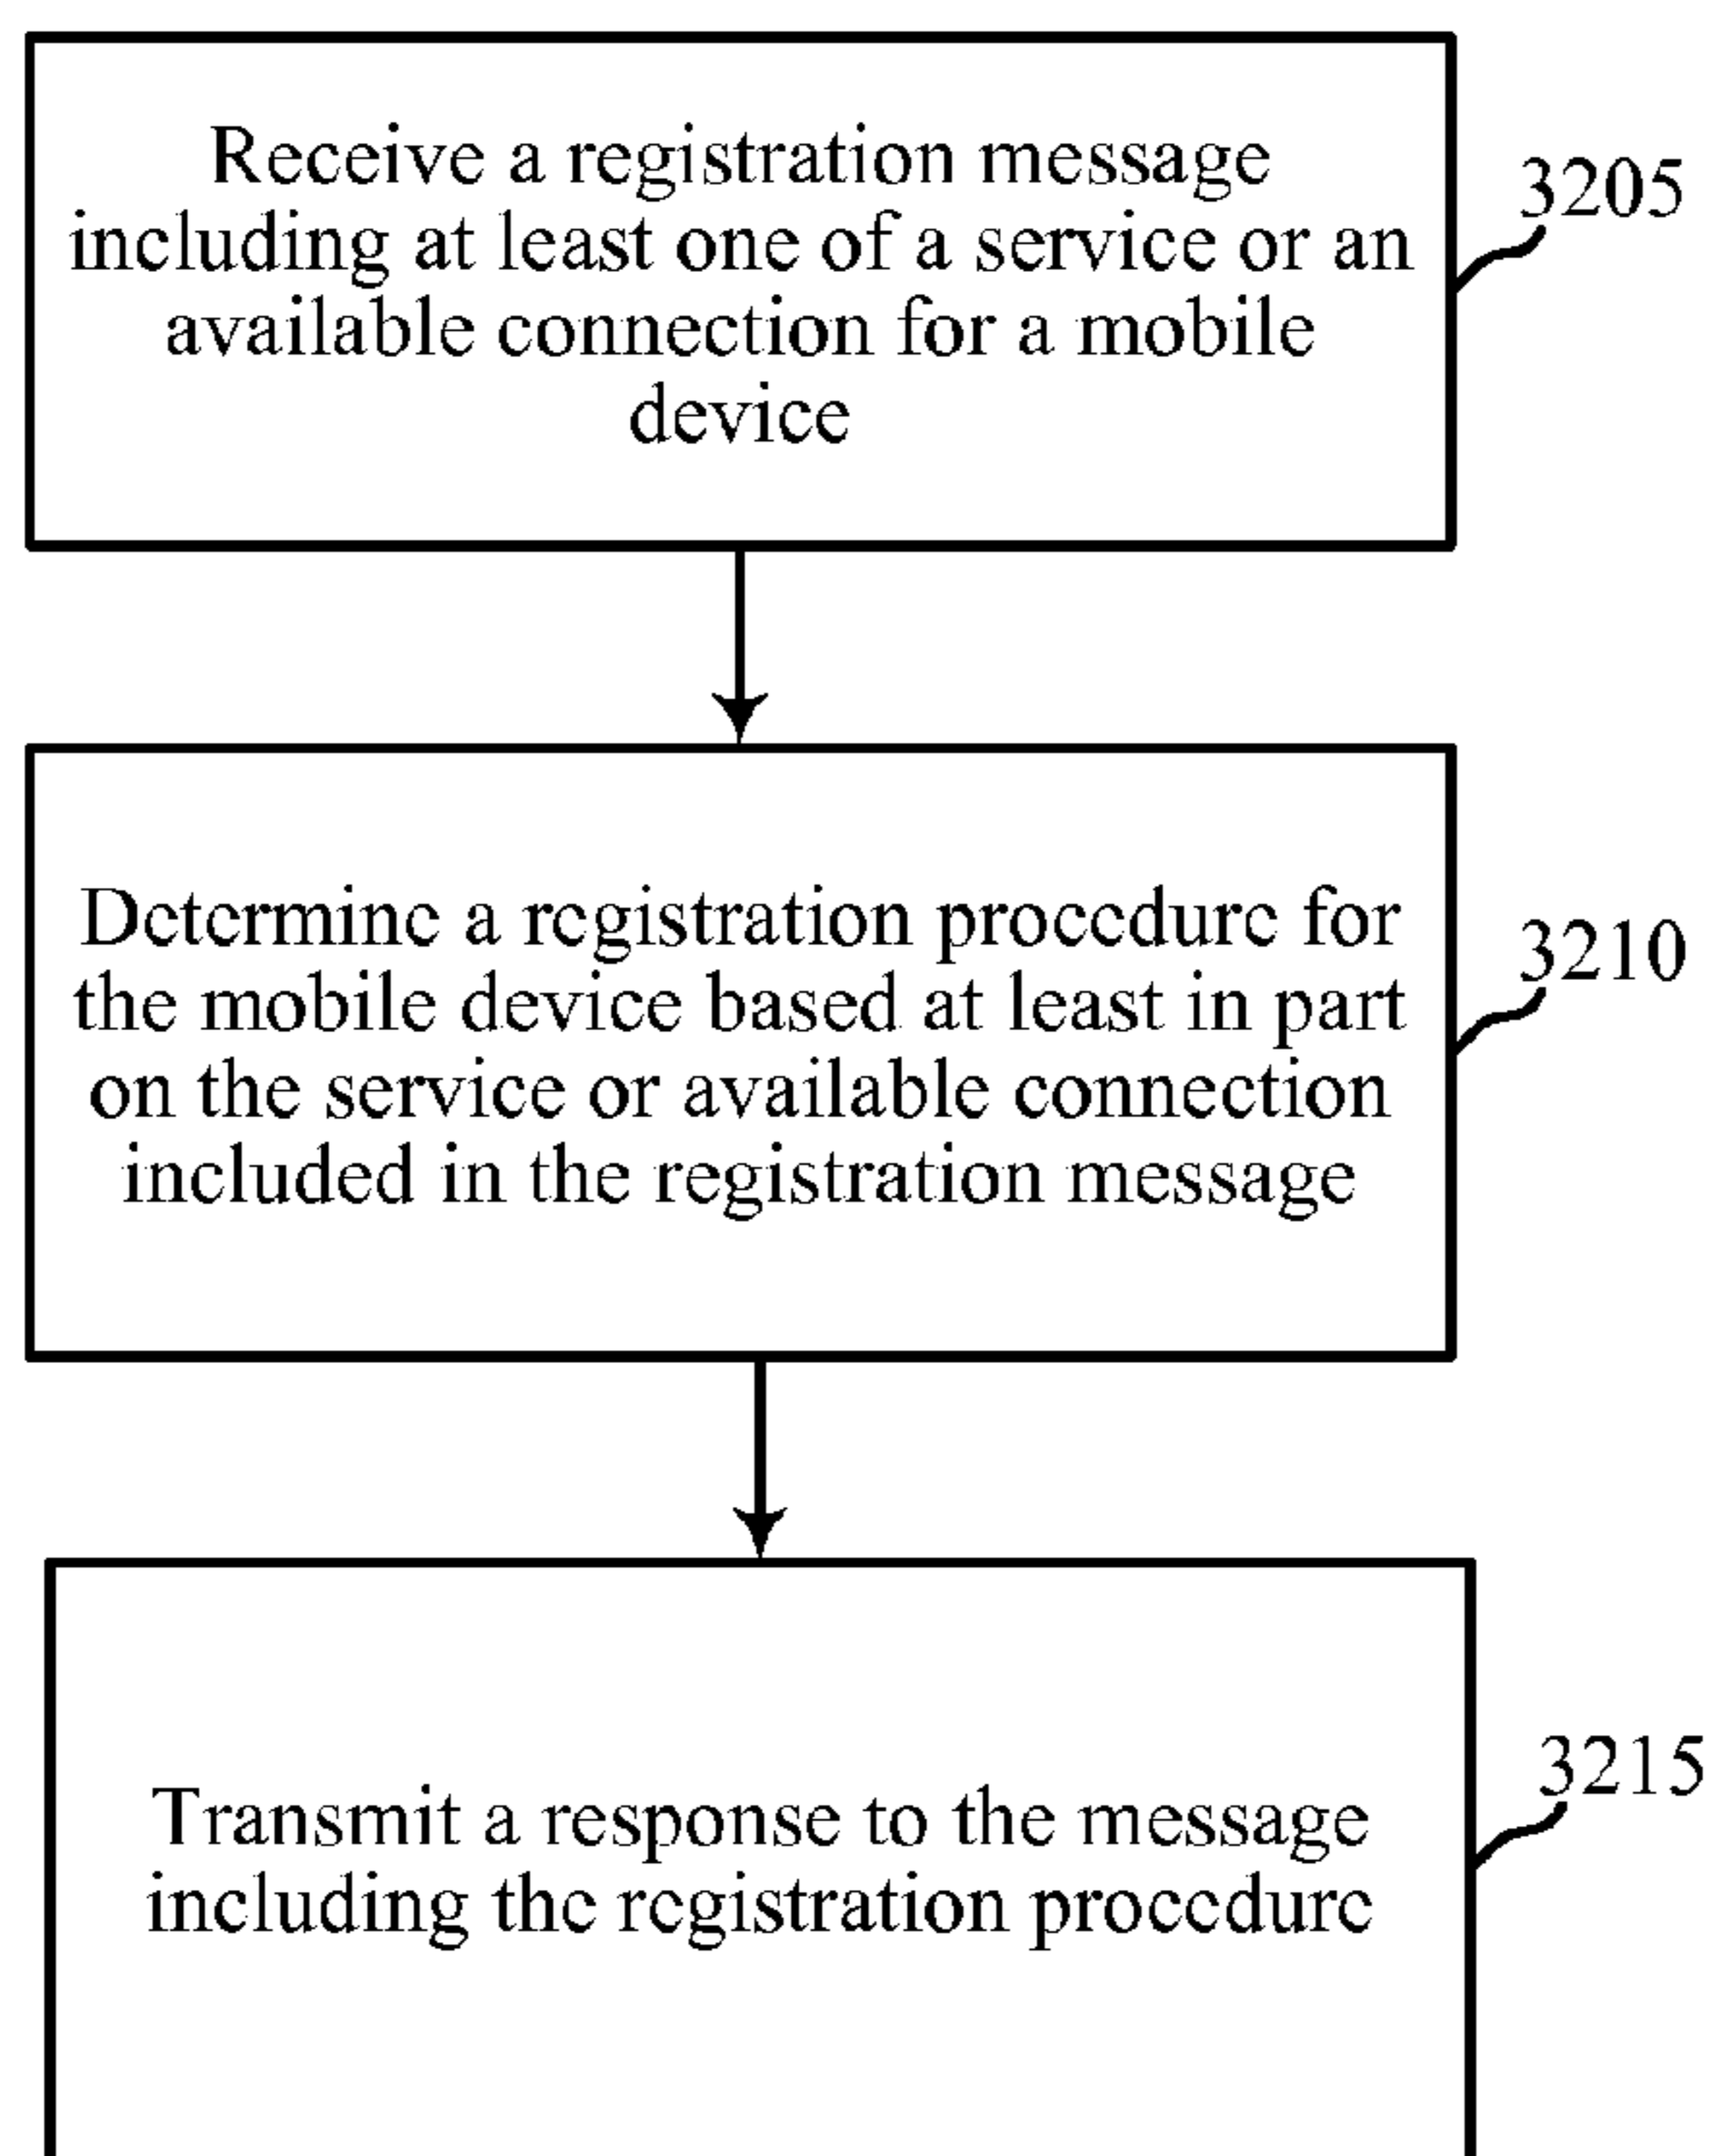 Receive a registration message
including at least one of a service or an
available connection for a mobile
device
3205
Determine a registration procedure for
the mobile device based at least in part
on the service or available connection
included in the registration message
3210
Transmit a response to the message
including the registration procedure
3215